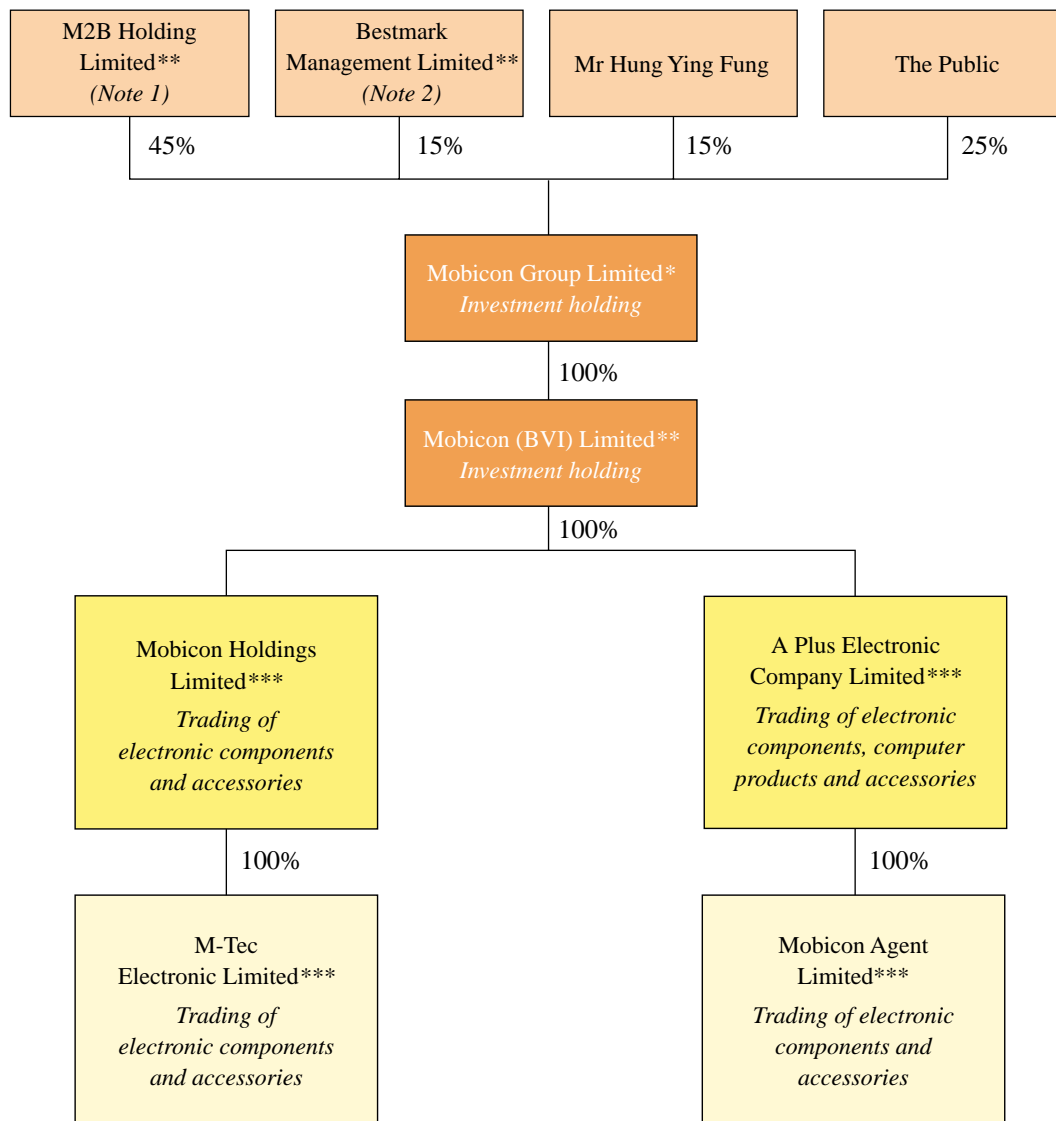 M2B Holding
Limited**
(Note 1)
Bestmark
Management Limited**
(Note 2)
Mr Hung Ying Fung
The Public
45%
15%
15%
25%
Mobicon Group Limited*
Investment holding
100%
Mobicon (BVI) Limited**
Investment holding
100%
Mobicon Holdings
Limited***
Trading of
electronic components
and accessories
A Plus Electronic
Company Limited***
Trading of electronic
components, computer
products and accessories
100%
100%
M-Tec
Electronic Limited***
Trading of
electronic components
and accessories
Mobicon Agent
Limited***
Trading of electronic
components and
accessories